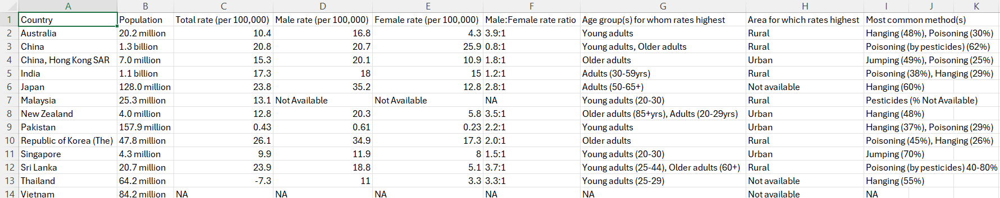 A B C D E F G H I J K
1 Country Population Total rate (per 100,000) Male rate (per 100,000) Female rate (per 100,000) Male:Female rate ratio Age group(s) for whom rates highest Area for which rates highest Most common method(s)
2 Australia 20.2 million 10.4 16.8 4.3 3.9:1 Young adults Rural Hanging (48%), Poisoning (30%)
3 China 1.3 billion 20.8 20.7 25.9 0.8:1 Young adults, Older adults Rural Poisoning (by pesticides) (62%)
4 China, Hong Kong SAR 7.0 million 15.3 20.1 10.9 1.8:1 Older adults Urban Jumping (49%), Poisoning (25%)
5 India 1.1 billion 17.3 18 15 1.2:1 Adults (30-59yrs) Rural Poisoning (38%), Hanging (29%)
6 Japan 128.0 million 23.8 35.2 12.8 2.8:1 Adults (50-65+) Not available Hanging (60%)
7 Malaysia 25.3 million 13.1 Not Available Not Available NA Young adults (20-30) Rural Pesticides (% Not Available)
8 New Zealand 4.0 million 12.8 20.3 5.8 3.5:1 Older adults (85+yrs), Adults (20-29yrs) Urban Hanging (48%)
9 Pakistan 157.9 million 0.43 0.61 0.23 2.2:1 Young adults Urban Hanging (37%), Poisoning (29%)
10 Republic of Korea (The) 47.8 million 26.1 34.9 17.3 2.0:1 Older adults Rural Poisoning (45%), Hanging (26%)
11 Singapore 4.3 million 9.9 11.9 8 1.5:1 Young adults (20-30) Urban Jumping (70%)
12 Sri Lanka 20.7 million 23.9 18.8 5.1 3.7:1 Young adults (25-44), Older adults (60+) Rural Poisoning (by pesticides) 40-80%
13 Thailand 64.2 million -7.3 11 3.3 3.3:1 Young adults (25-29) Not available Hanging (55%)
14 Vietnam 84.2 million NA NA NA NA NA Not available NA